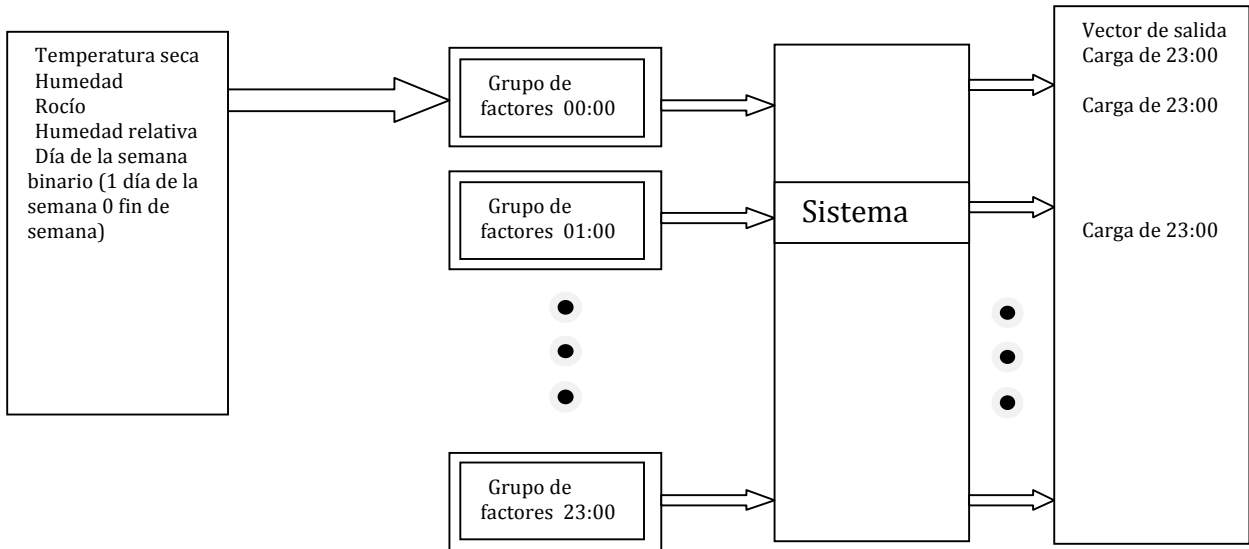 Temperatura seca
Humedad
Rocío
Humedad relativa
Día de la semana
binario (1 día de la
semana 0 fin de
semana)
Grupo de
factores 00:00
Grupo de
factores 01:00
Grupo de
factores 23:00
Sistema
Vector de salida
Carga de 23:00
Carga de 23:00
Carga de 23:00